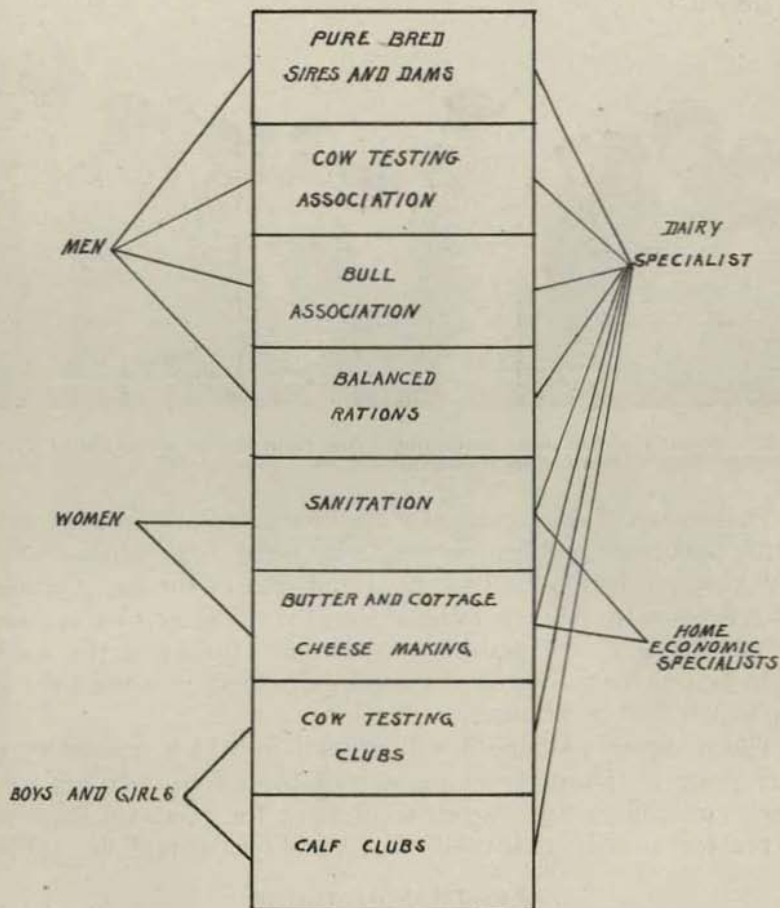 PURE BRED
SIRES AND DAMS
COW TESTING
ASSOCIATION
MEN
DAIRY
SPECIALIST
BULL
ASSOCIATION
BALANCED
RATIONS
SANITATION
WOMEN
BUTTER AND COTTAGE
CHEESE MAKING
HOME
ECONOMIC
SPECIALISTS
COW TESTING
CLUBS
BOYS AND GIRLS
CALF CLUBS